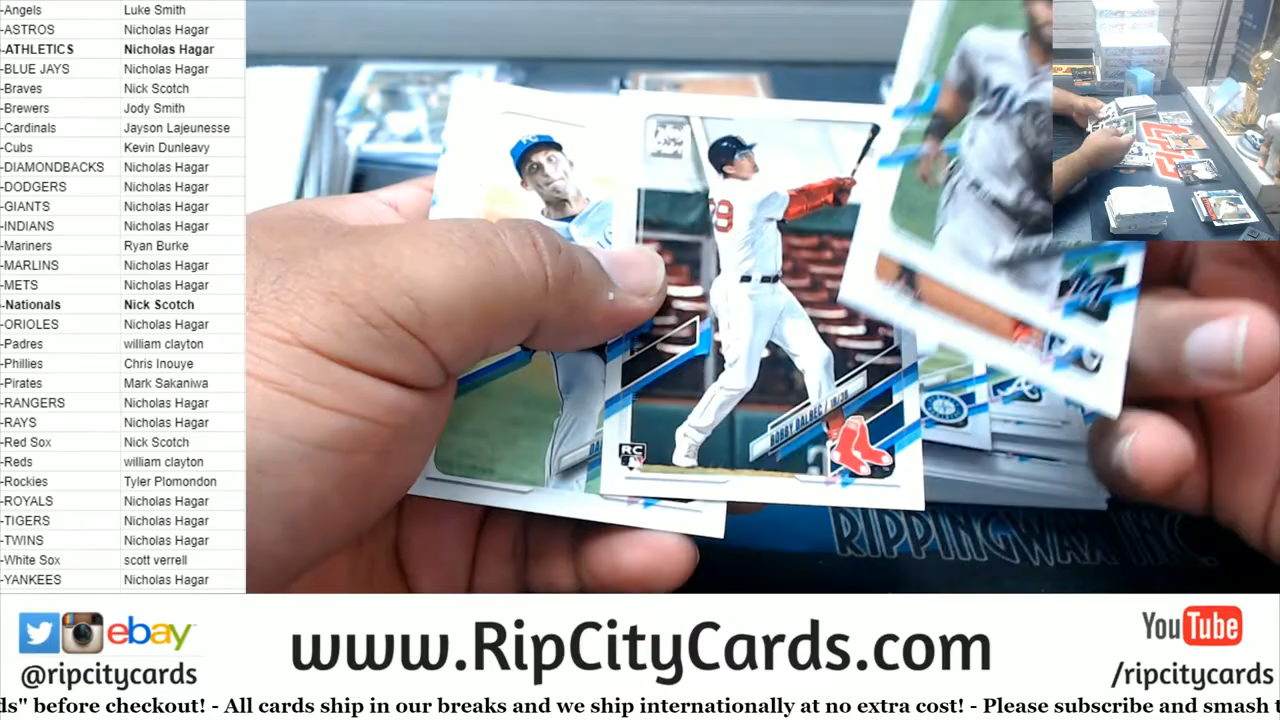 -Angels Luke Smith
-ASTROS Nicholas Hagar
-ATHLETICS Nicholas Hagar
-BLUE JAYS Nicholas Hagar
-Braves Nick Scotch
-Brewers Jody Smith
-Cardinals Jayson Lajeunesse
-Cubs Kevin Dunleavy
-DIAMONDBACKS Nicholas Hagar
-DODGERS Nicholas Hagar
-GIANTS Nicholas Hagar
-INDIANS Nicholas Hagar
-Mariners Ryan Burke
-MARLINS Nicholas Hagar
-METS Nicholas Hagar
-Nationals Nick Scotch
-ORIOLES Nicholas Hagar
-Padres william clayton
-Phillies Chris Inouye
-Pirates Mark Sakaniwa
-RANGERS Nicholas Hagar
-RAYS Nicholas Hagar
-Red Sox Nick Scotch
-Reds william clayton
-Rockies Tyler Plomondon
-ROYALS Nicholas Hagar
-TIGERS Nicholas Hagar
-TWINS Nicholas Hagar
-White Sox scott verrell
-YANKEES Nicholas Hagar
KC
29
BOBBY DALBEC
RC
RIPPINGWAX INC.
ebay
@ripcitycards
www.RipCityCards.com
YouTube
/ripcitycards
ds" before checkout! - All cards ship in our breaks and we ship internationally at no extra cost! - Please subscribe and smash